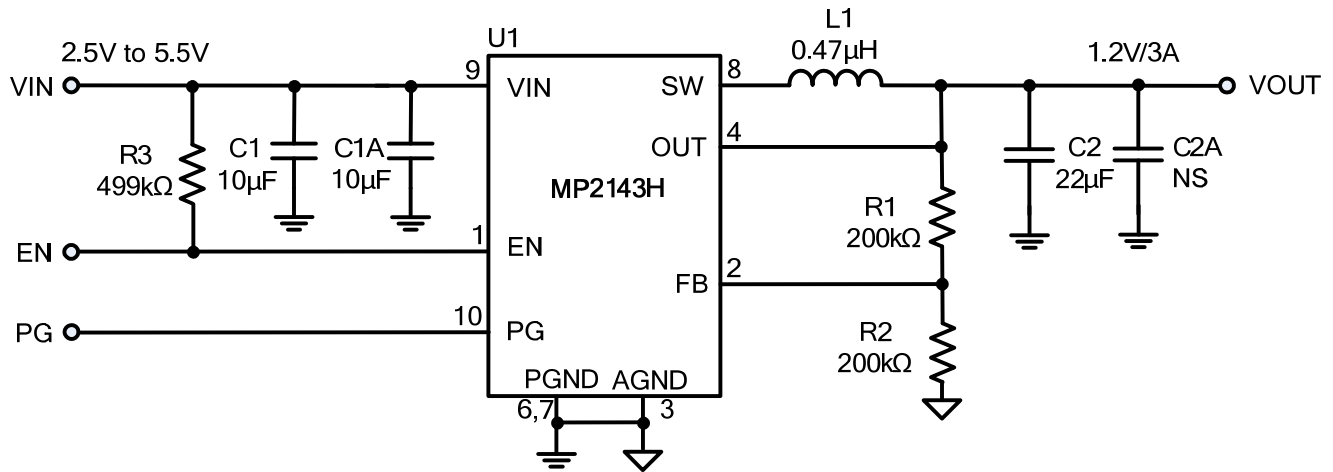 U1
L1
0.47µH
2.5V to 5.5V
1.2V/3A
VIN
9
VIN
SW
8
VOUT
OUT
4
R3
499kΩ
C1
10µF
C1A
10µF
C2
22µF
C2A
NS
MP2143H
R1
200kΩ
EN
1
EN
FB
2
PG
10
PG
R2
200kΩ
PGND
AGND
6,7
3